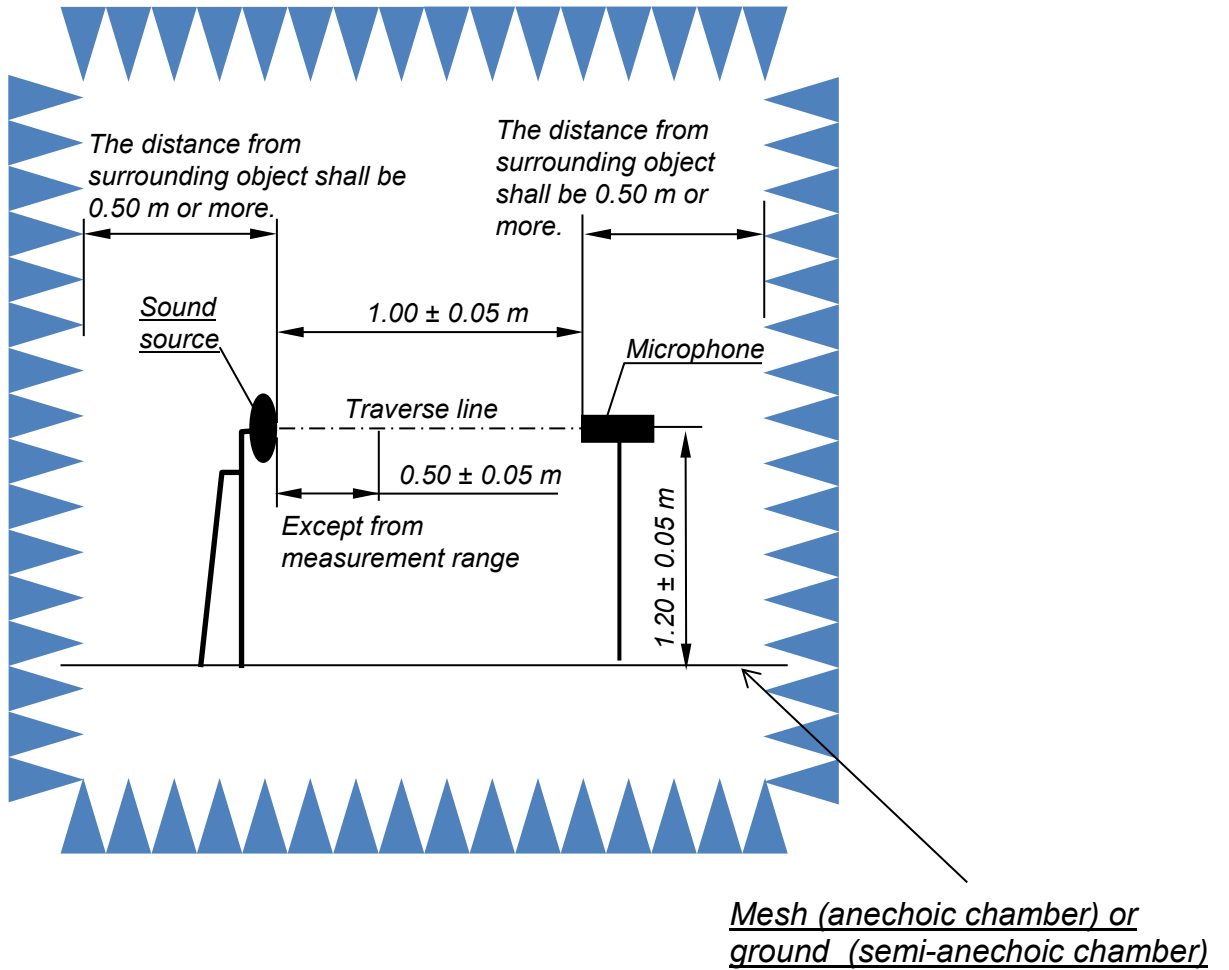 The distance from
surrounding object shall be
0.50 m or more.
The distance from
surrounding object
shall be 0.50 m or
more.
Sound
source
1.00 ± 0.05 m
Microphone
Traverse line
0.50 ± 0.05 m
Except from
measurement range
1.20 ± 0.05 m
Mesh (anechoic chamber) or
ground (semi-anechoic chamber)